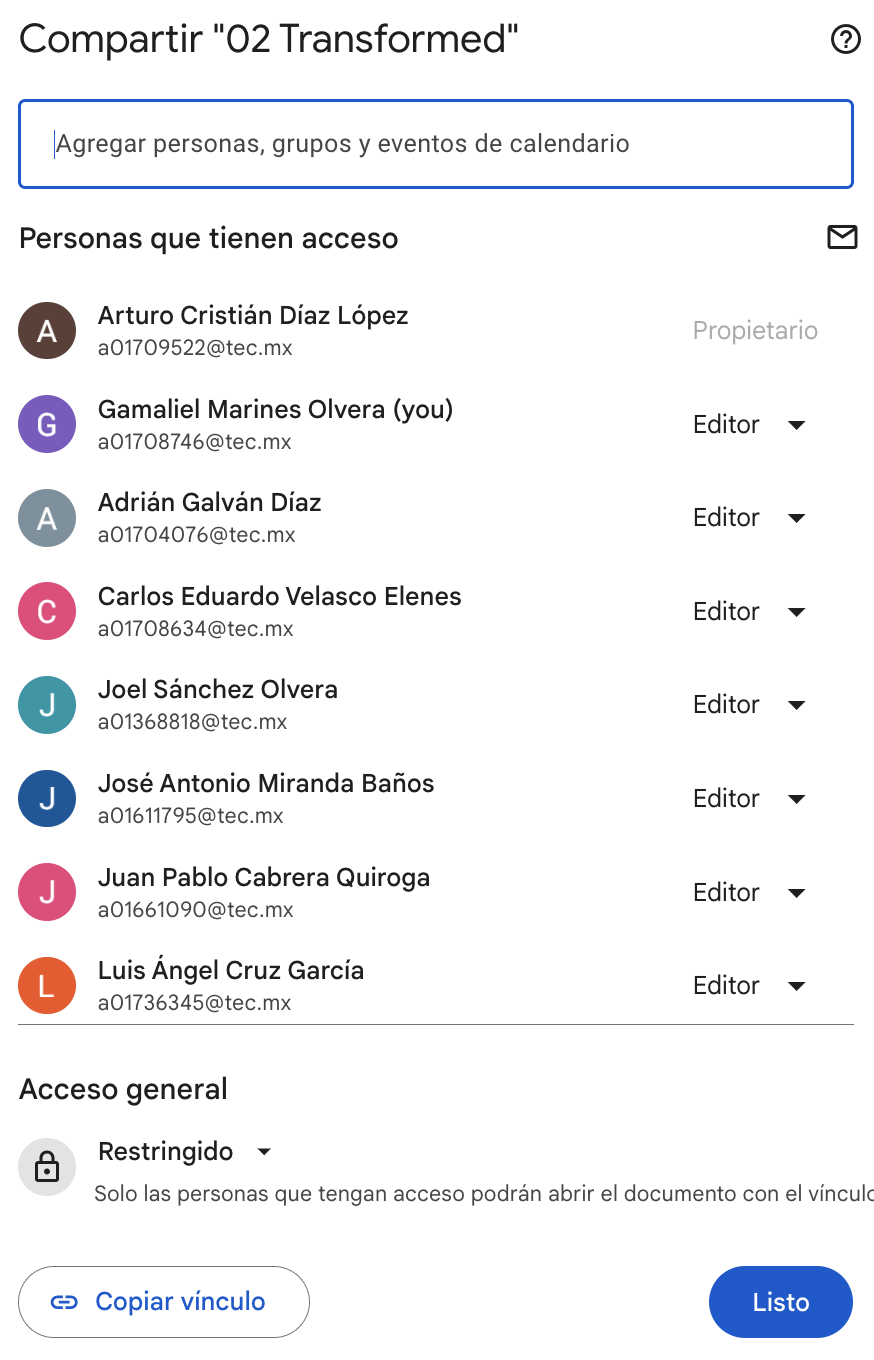 Compartir "02 Transformed"
Agregar personas, grupos y eventos de calendario
Personas que tienen acceso
A
Arturo Cristián Díaz López
a01709522@tec.mx
Propietario
G
Gamaliel Marines Olvera (you)
a01708746@tec.mx
Editor
A
Adrián Galván Díaz
a01704076@tec.mx
Editor
C
Carlos Eduardo Velasco Elenes
a01708634@tec.mx
Editor
J
Joel Sánchez Olvera
a01368818@tec.mx
Editor
J
José Antonio Miranda Baños
a01611795@tec.mx
Editor
J
Juan Pablo Cabrera Quiroga
a01661090@tec.mx
Editor
L
Luis Ángel Cruz García
a01736345@tec.mx
Editor
Acceso general
Restringido
Solo las personas que tengan acceso podrán abrir el documento con el vínculo
Copiar vínculo
Listo